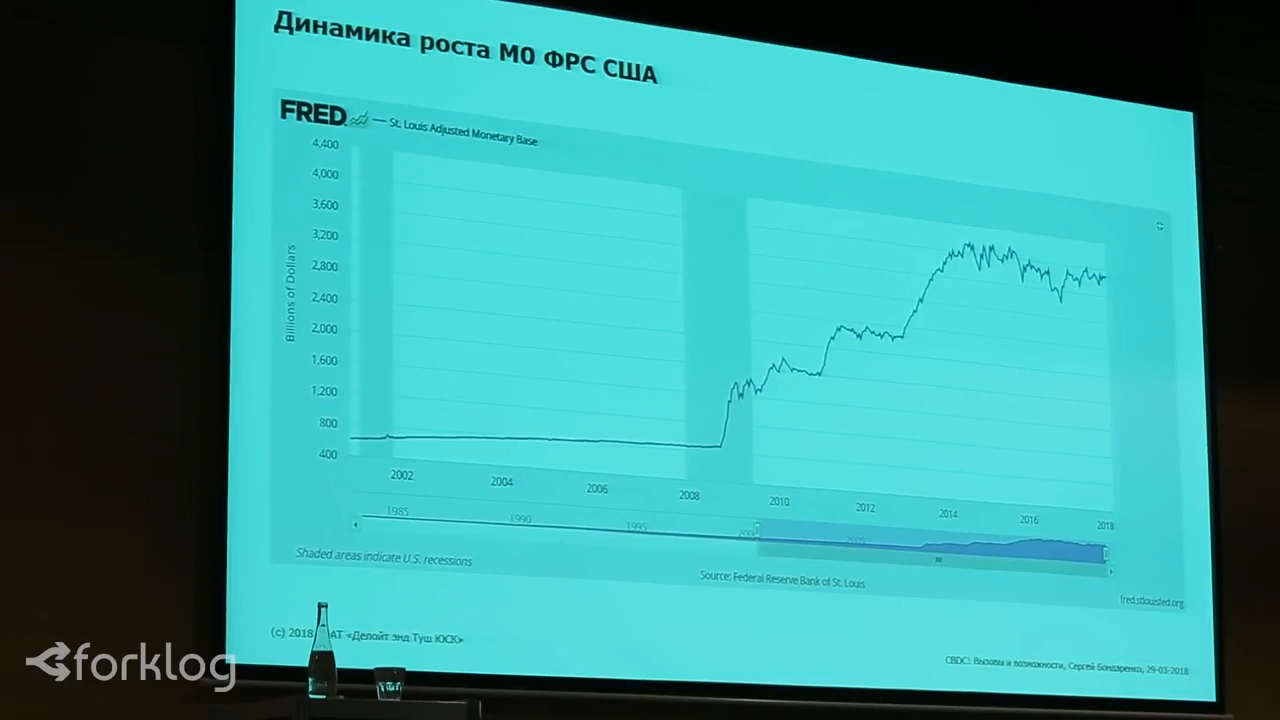 Динамика роста М0 ФРС США
FRED — St. Louis Adjusted Monetary Base
4,400
4,000
3,600
3,200
2,800
2,400
2,000
1,600
1,200
800
400
Billions of Dollars
2002 2004 2006 2008 2010 2012 2014 2016 2018
1985 1990 1995 2005
Shaded areas indicate U.S. recessions
Source: Federal Reserve Bank of St. Louis
fred.stlouisfed.org
(c) 2018 АТ «Делойт энд Туш ЮСК»
CBDC: Вызовы и возможности, Сергей Бондаренко, 29-03-2018
forklog